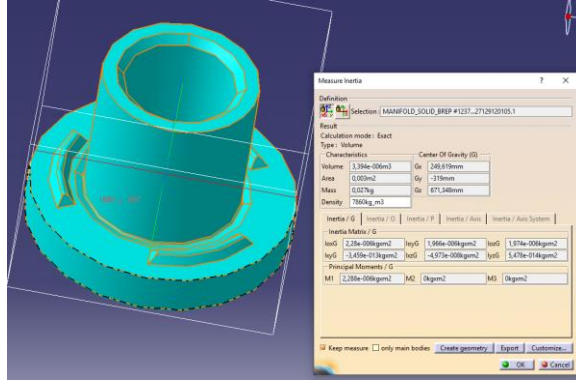 Measure Inertia ? X
Definition
Selection : MANIFOLD_SOLID_BREP #1237...27129120105.1
Result
Calculation mode : Exact
Type : Volume
Characteristics Center Of Gravity (G)
Volume 3,394e-006m3 Gx 249,619mm
Area 0,003m2 Gy -319mm
Mass 0,027kg Gz 671,348mm
Density 7860kg_m3
Inertia / G Inertia / O Inertia / P Inertia / Axis Inertia / Axis System
Inertia Matrix / G
IoxG 2,28e-006kgxm2 IoyG 1,966e-006kgxm2 IozG 1,974e-006kgxm2
IxyG -3,459e-013kgxm2 IxzG -4,973e-008kgxm2 IyzG 5,478e-014kgxm2
Principal Moments / G
M1 2,288e-006kgxm2 M2 0kgxm2 M3 0kgxm2
Keep measure only main bodies Create geometry Export Customize...
OK Cancel